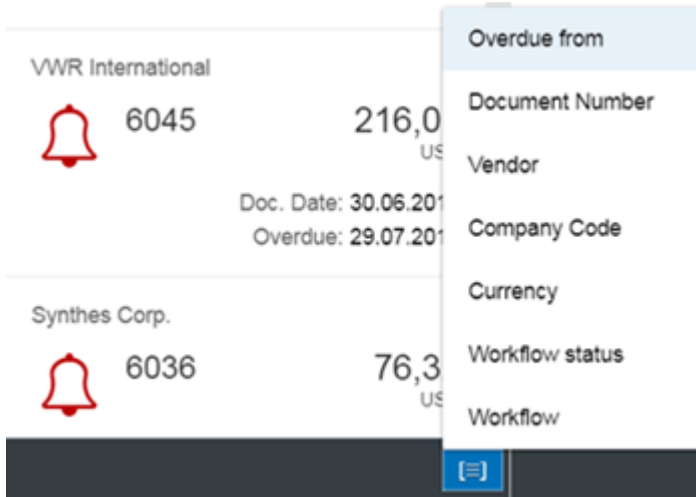 VWR International
6045
216,0
US
Doc. Date: 30.06.201
Overdue: 29.07.201
Synthes Corp.
6036
76,3
US
Overdue from
Document Number
Vendor
Company Code
Currency
Workflow status
Workflow